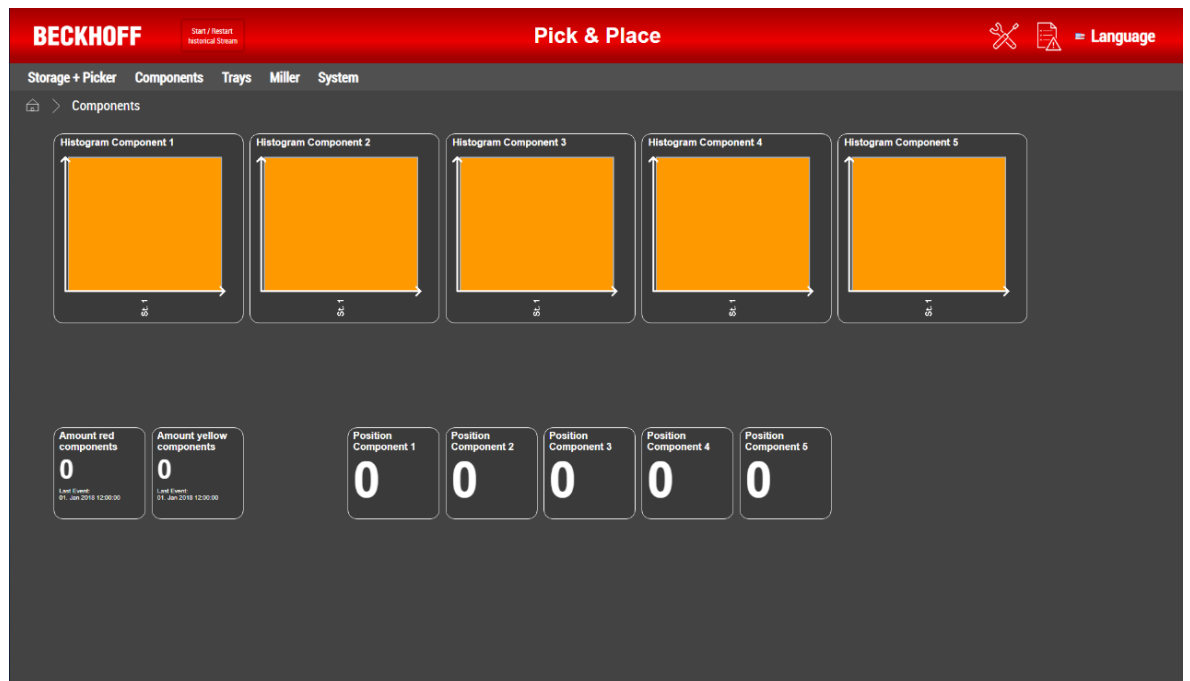 BECKHOFF
Start / Restart
historical Stream
Pick & Place
Language
Storage + Picker Components Trays Miller System
Components
Histogram Component 1
St. 1
Histogram Component 2
St. 1
Histogram Component 3
St. 1
Histogram Component 4
St. 1
Histogram Component 5
St. 1
Amount red
components
0
Last Event:
01. Jan 2018 12:00:00
Amount yellow
components
0
Last Event:
01. Jan 2018 12:00:00
Position
Component 1
0
Position
Component 2
0
Position
Component 3
0
Position
Component 4
0
Position
Component 5
0